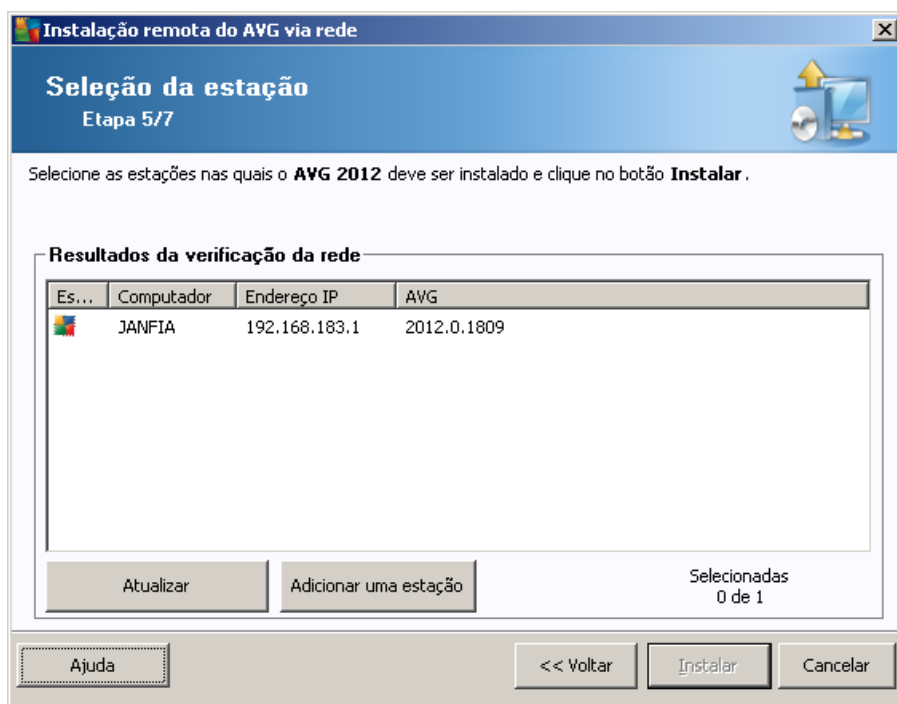 Instalação remota do AVG via rede
Seleção da estação
Etapa 5/7
Selecione as estações nas quais o AVG 2012 deve ser instalado e clique no botão Instalar.
Resultados da verificação da rede
Es... Computador Endereço IP AVG
JANFIA 192.168.183.1 2012.0.1809
Atualizar Adicionar uma estação Selecionadas
0 de 1
Ajuda << Voltar Instalar Cancelar